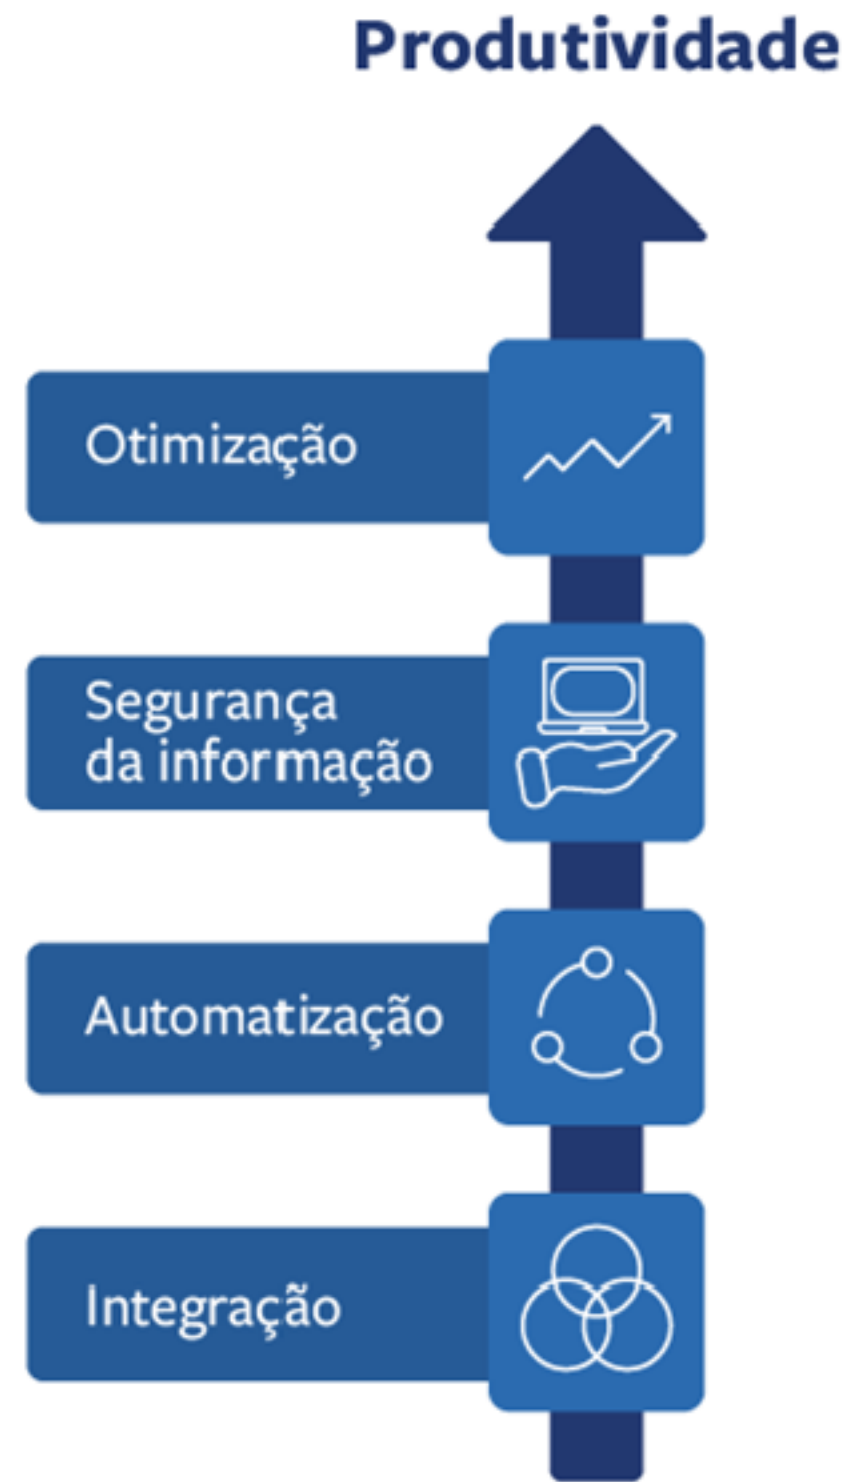 Produtividade
Otimização
Segurança
da informação
Automatização
Integração